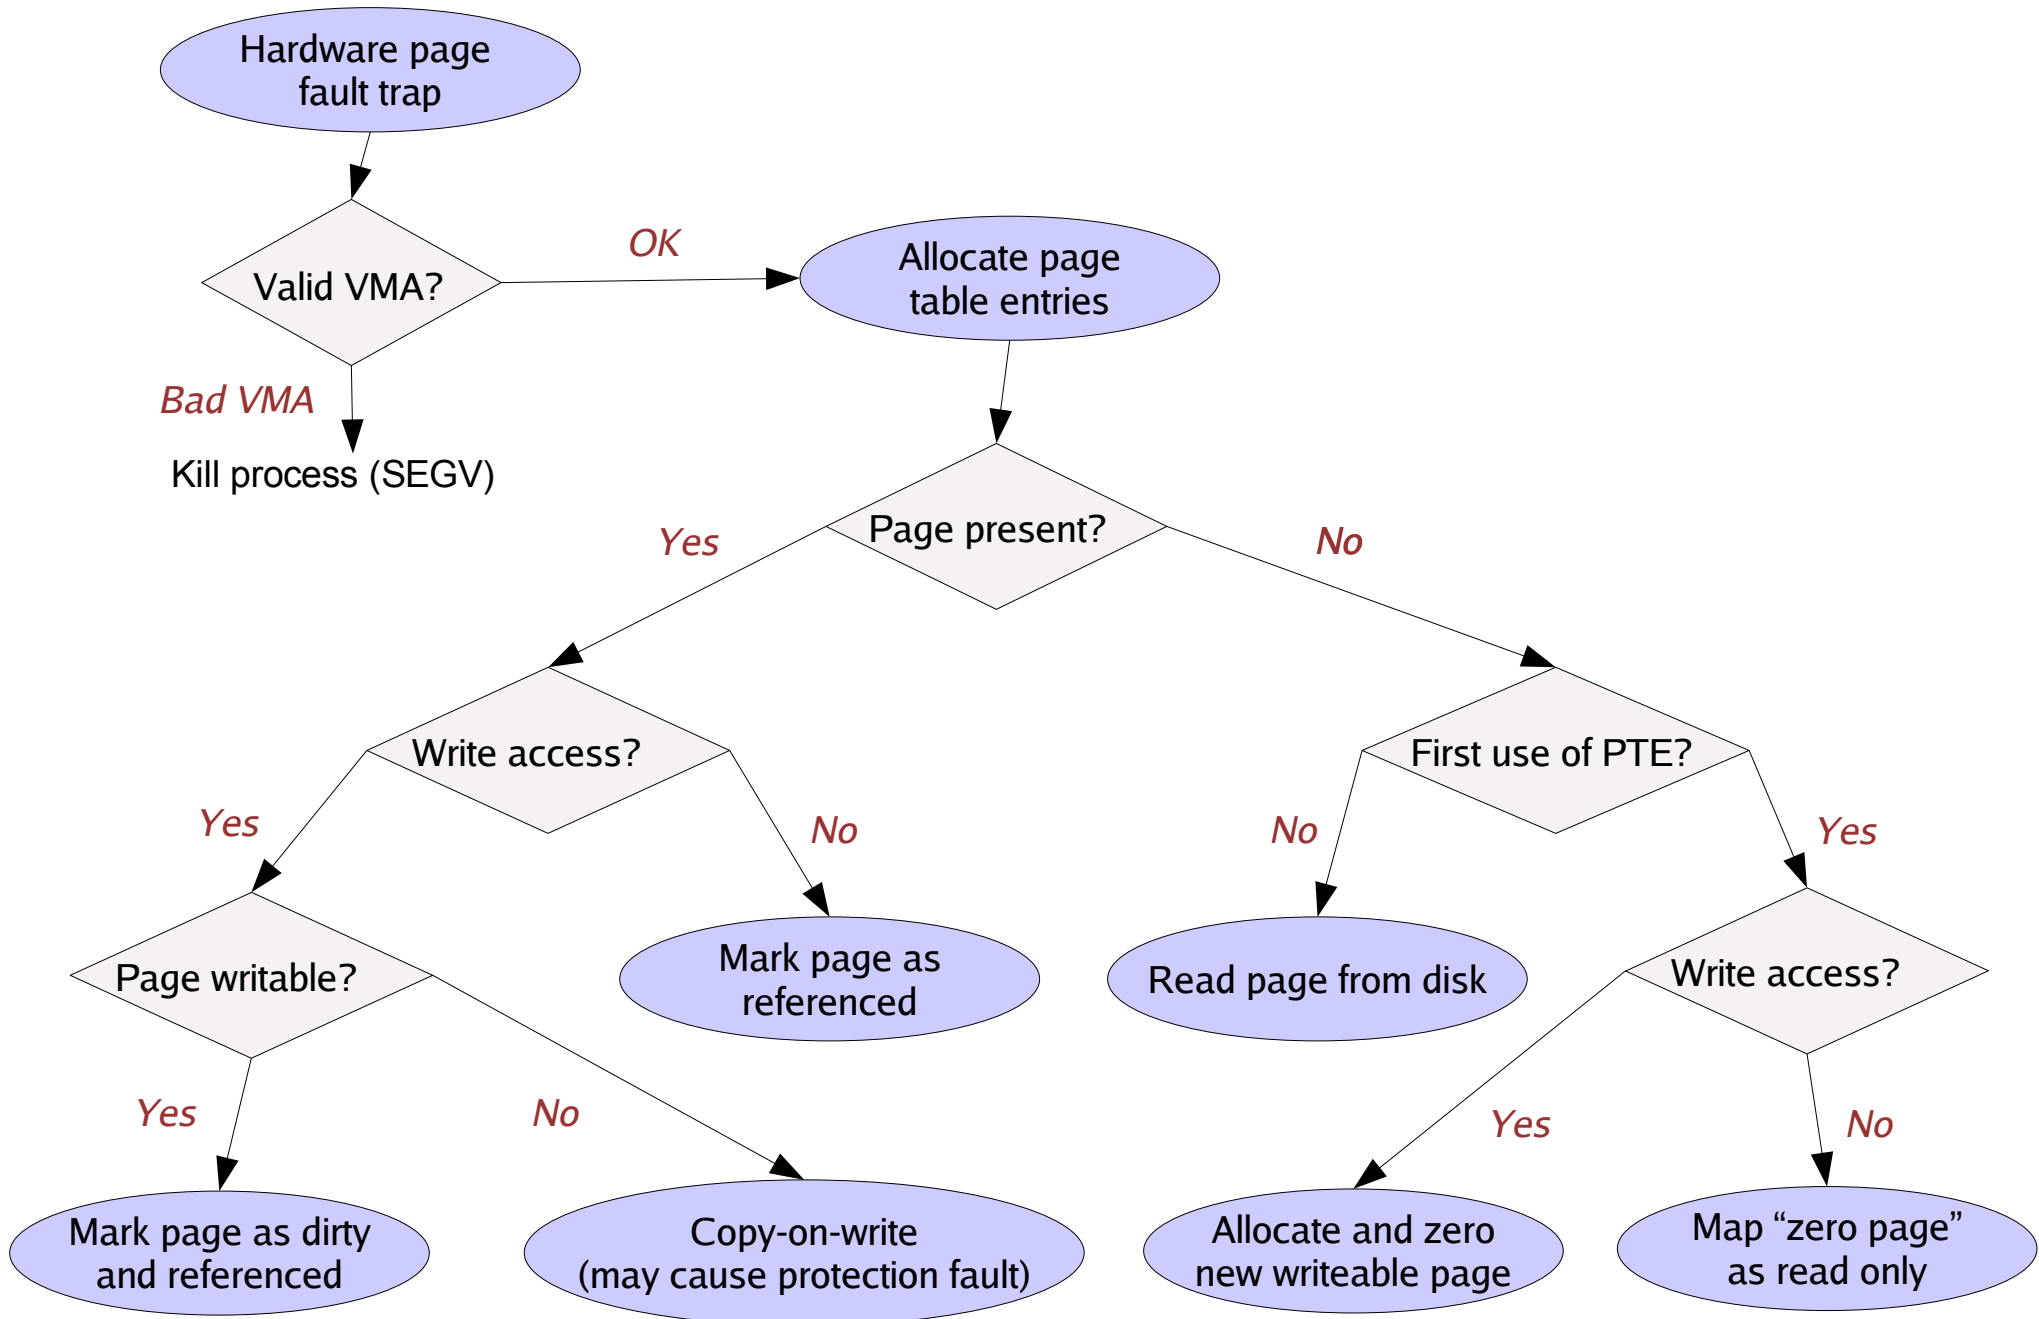 Hardware page
fault trap
OK
Valid VMA?
Allocate page
table entries
Bad VMA
Kill process (SEGV)
Page present?
Yes
No
Write access?
First use of PTE?
Yes
No
No
Yes
Page writable?
Mark page as
referenced
Read page from disk
Write access?
Yes
No
Yes
No
Mark page as dirty
and referenced
Copy-on-write
(may cause protection fault)
Allocate and zero
new writeable page
Map “zero page”
as read only